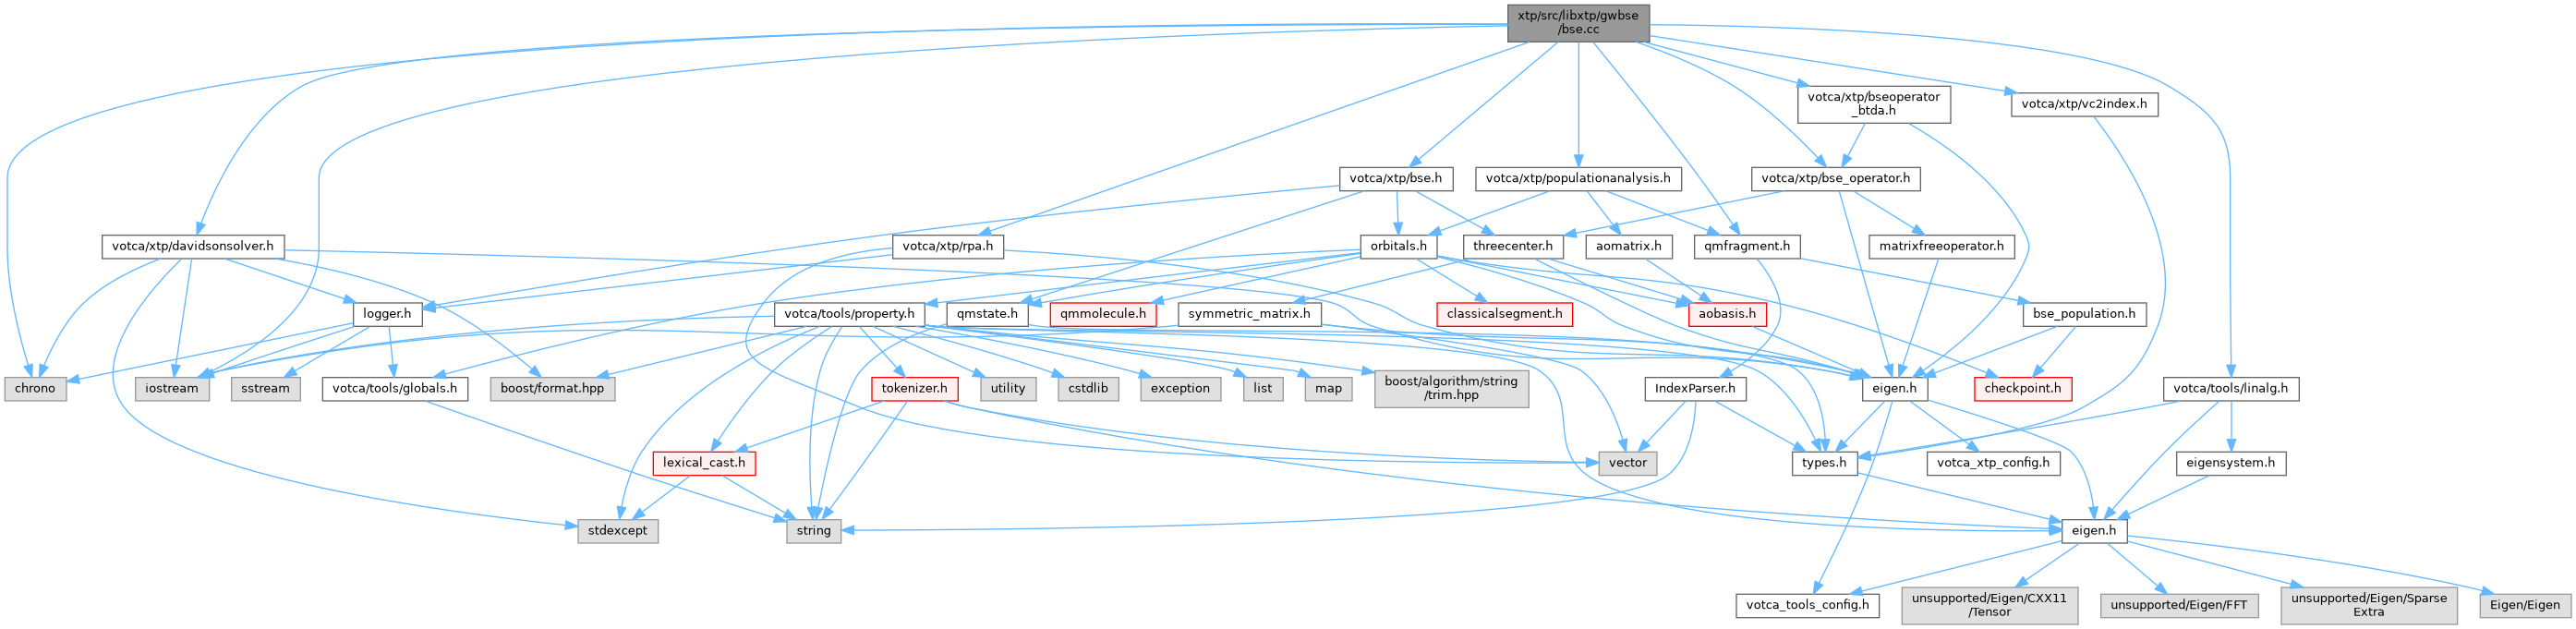 xtp/src/libxtp/gwbse
/bse.cc
votca/xtp/bseoperator
_btda.h
votca/xtp/vc2index.h
votca/xtp/bse.h
votca/xtp/populationanalysis.h
votca/xtp/bse_operator.h
votca/xtp/davidsonsolver.h
votca/xtp/rpa.h
orbitals.h
threecenter.h
aomatrix.h
qmfragment.h
matrixfreeoperator.h
logger.h
votca/tools/property.h
qmstate.h
qmmolecule.h
symmetric_matrix.h
classicalsegment.h
aobasis.h
bse_population.h
chrono
iostream
sstream
votca/tools/globals.h
boost/format.hpp
tokenizer.h
utility
cstdlib
exception
list
map
boost/algorithm/string
/trim.hpp
IndexParser.h
eigen.h
checkpoint.h
votca/tools/linalg.h
lexical_cast.h
vector
types.h
votca_xtp_config.h
eigensystem.h
stdexcept
string
eigen.h
votca_tools_config.h
unsupported/Eigen/CXX11
/Tensor
unsupported/Eigen/FFT
unsupported/Eigen/Sparse
Extra
Eigen/Eigen